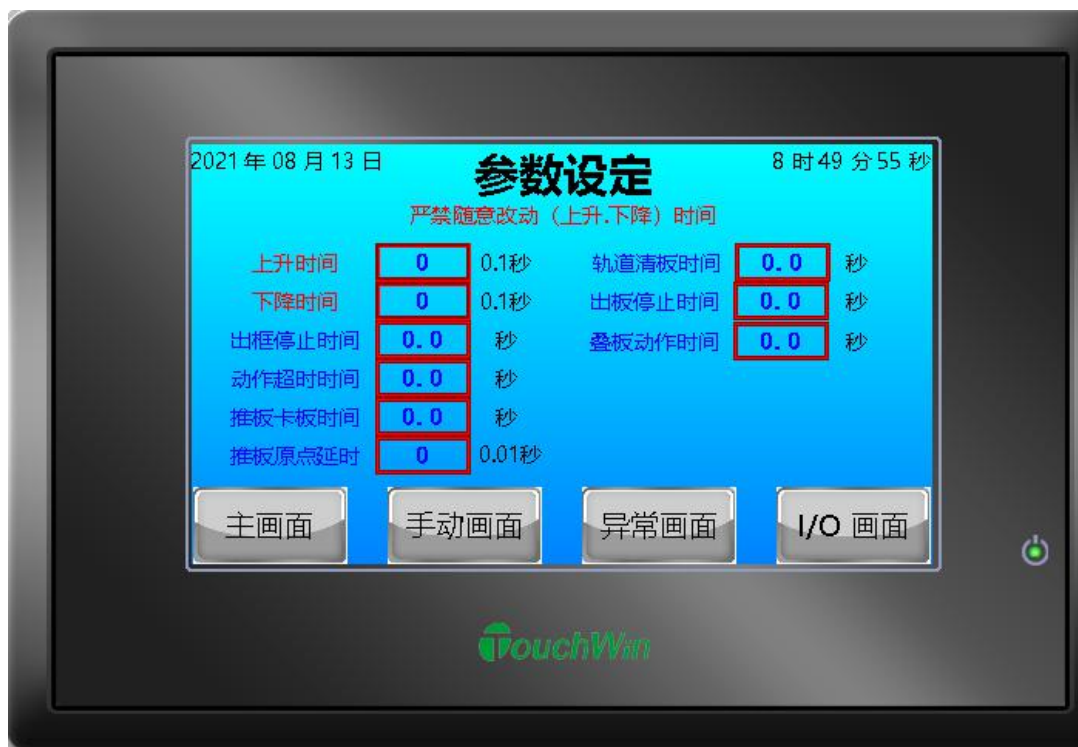 2021 年 08 月 13 日
参数设定
8 时 49 分 55 秒
严禁随意改动（上升.下降）时间
上升时间 0 0.1秒 轨道清板时间 0.0 秒
下降时间 0 0.1秒 出板停止时间 0.0 秒
出框停止时间 0.0 秒 叠板动作时间 0.0 秒
动作超时时间 0.0 秒
推板卡板时间 0.0 秒
推板原点延时 0 0.01秒
主画面 手动画面 异常画面 I/O 画面
TouchWin